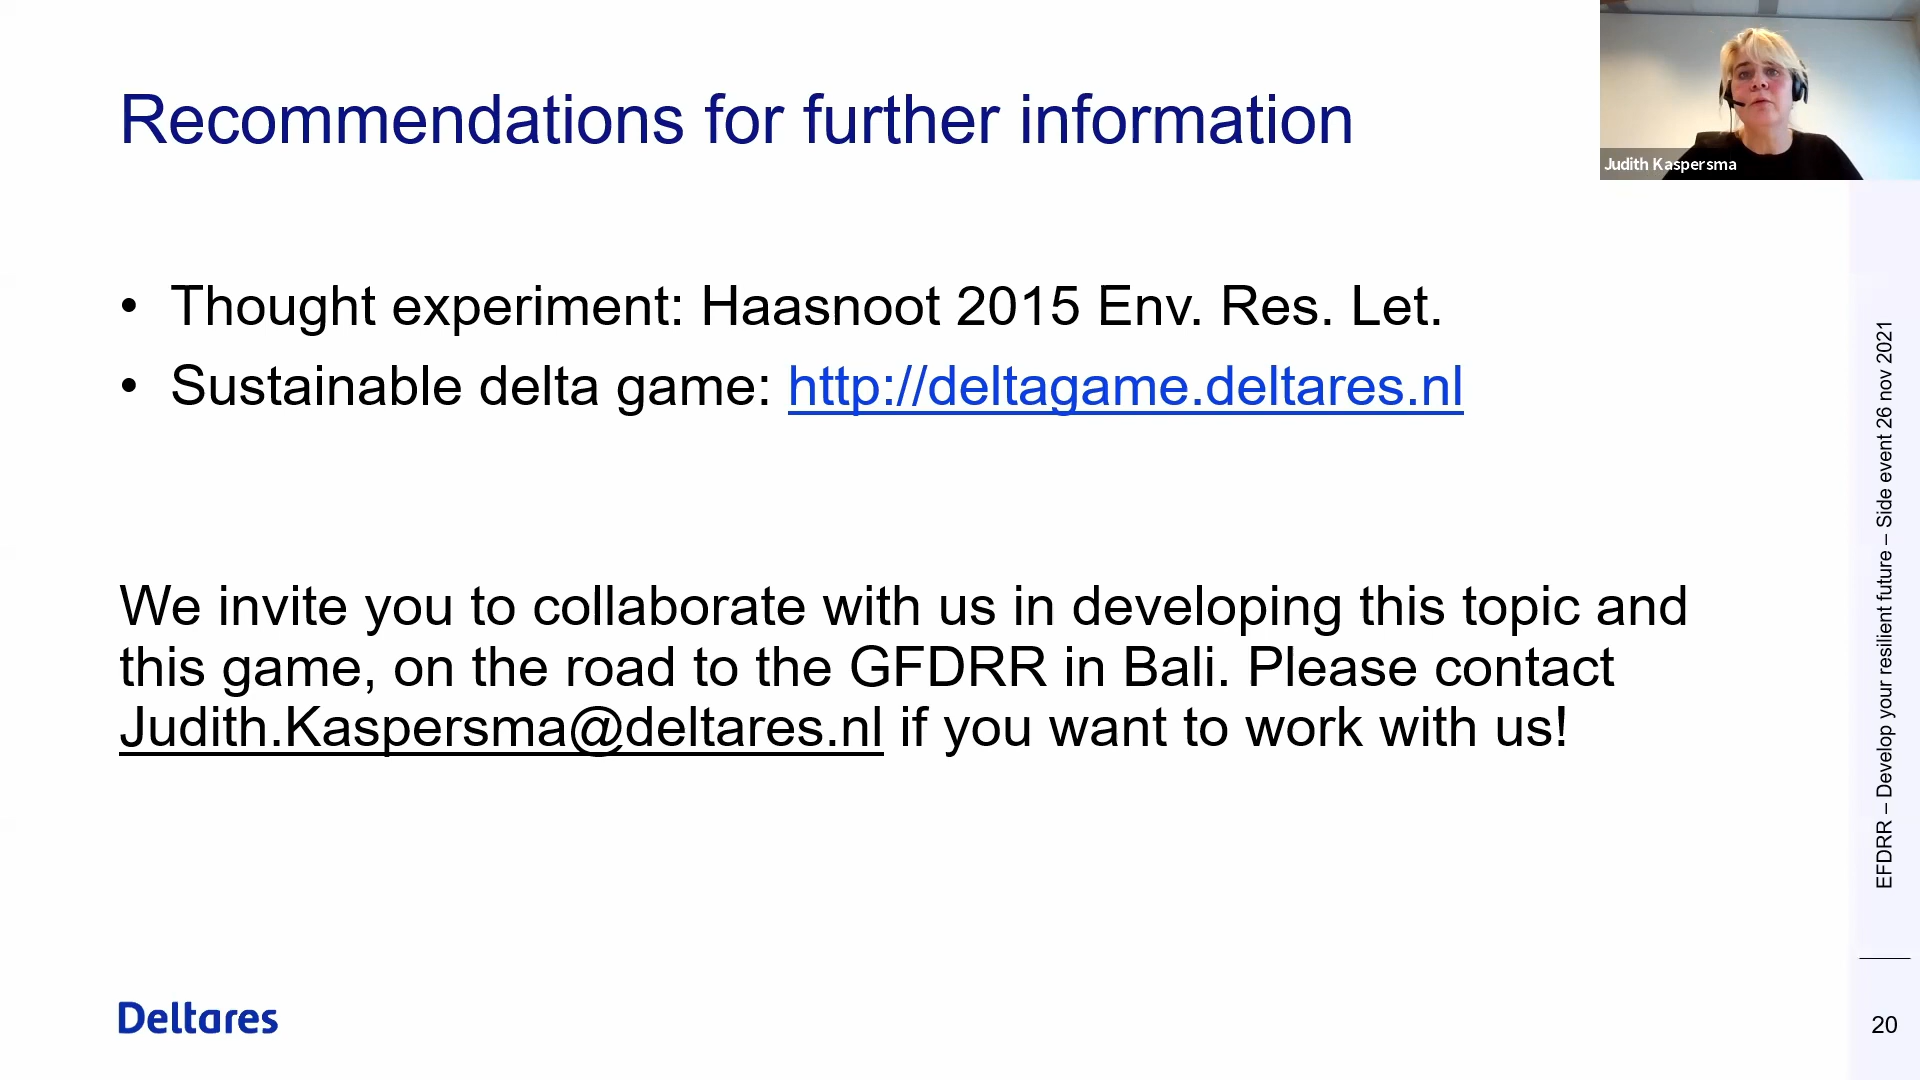 Recommendations for further information
Judith Kaspersma
• Thought experiment: Haasnoot 2015 Env. Res. Let.
• Sustainable delta game: http://deltagame.deltares.nl
We invite you to collaborate with us in developing this topic and
this game, on the road to the GFDRR in Bali. Please contact
Judith.Kaspersma@deltares.nl if you want to work with us!
EFDRR – Develop your resilient future – Side event 26 nov 2021
Deltares
20